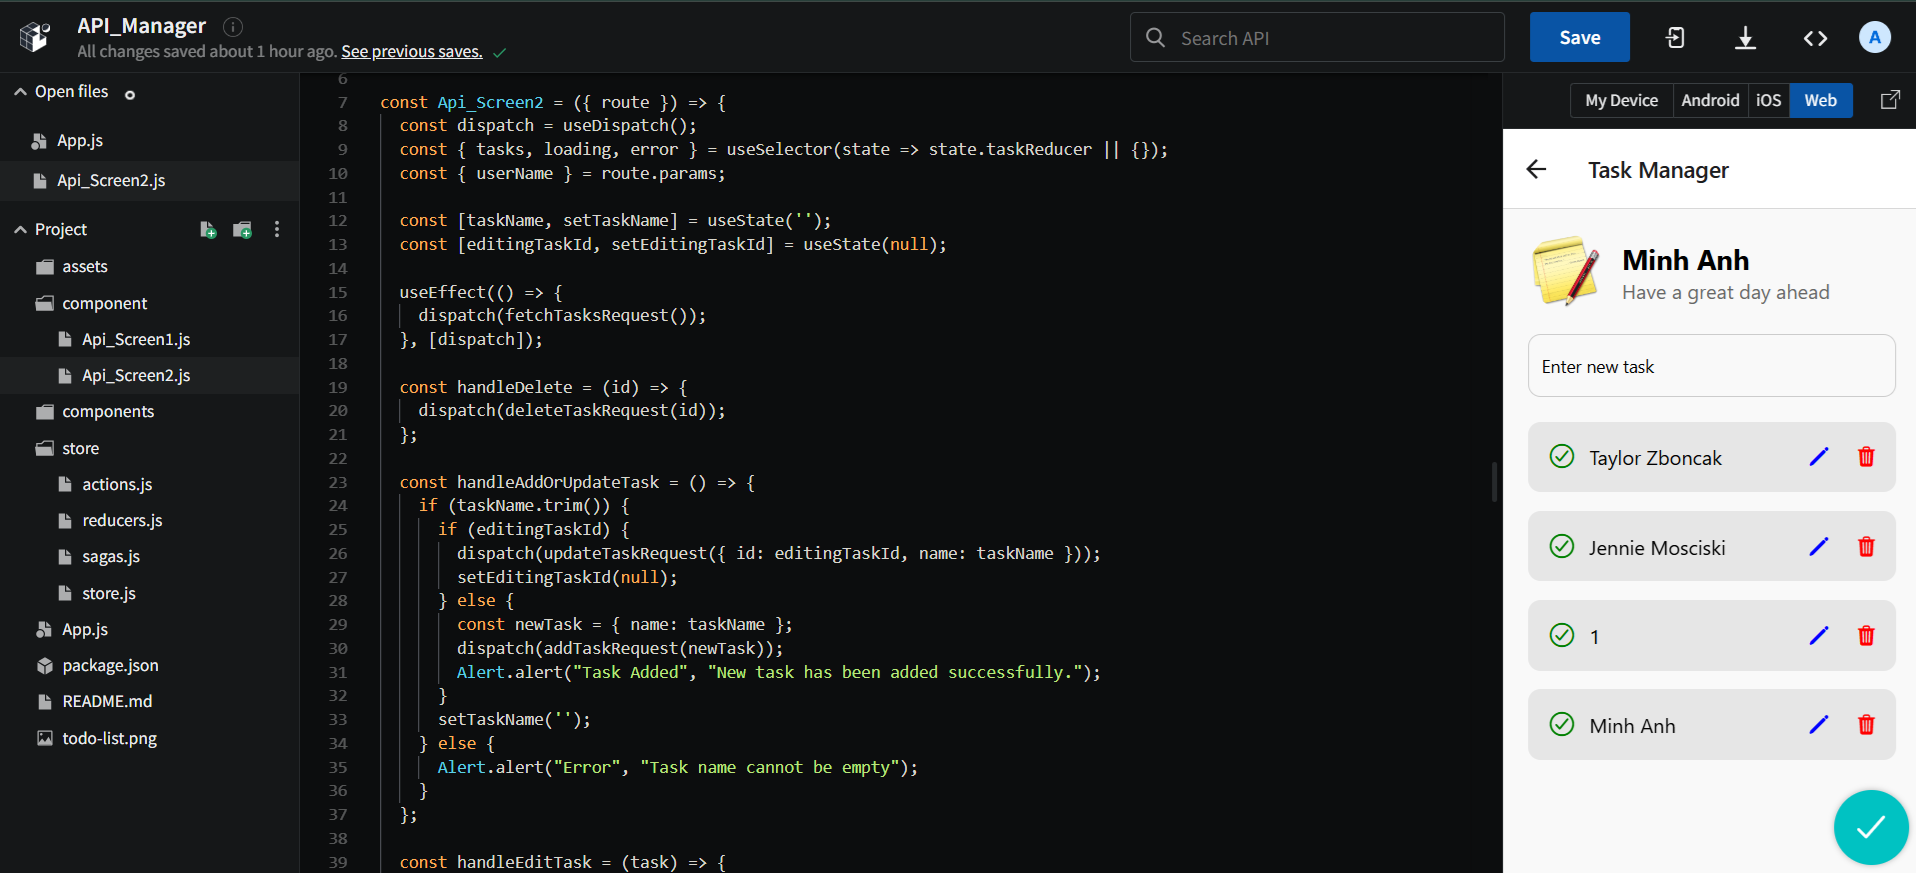 API_Manager
All changes saved about 1 hour ago. See previous saves.
Search API
Save
A
Open files
App.js
Api_Screen2.js
Project
assets
component
Api_Screen1.js
Api_Screen2.js
components
store
actions.js
reducers.js
sagas.js
store.js
App.js
package.json
README.md
todo-list.png
6
7 const Api_Screen2 = ({ route }) => {
8 const dispatch = useDispatch();
9 const { tasks, loading, error } = useSelector(state => state.taskReducer || {});
10 const { userName } = route.params;
11
12 const [taskName, setTaskName] = useState('');
13 const [editingTaskId, setEditingTaskId] = useState(null);
14
15 useEffect(() => {
16 dispatch(fetchTasksRequest());
17 }, [dispatch]);
18
19 const handleDelete = (id) => {
20 dispatch(deleteTaskRequest(id));
21 };
22
23 const handleAddOrUpdateTask = () => {
24 if (taskName.trim()) {
25 if (editingTaskId) {
26 dispatch(updateTaskRequest({ id: editingTaskId, name: taskName }));
27 setEditingTaskId(null);
28 } else {
29 const newTask = { name: taskName };
30 dispatch(addTaskRequest(newTask));
31 Alert.alert("Task Added", "New task has been added successfully.");
32 }
33 setTaskName('');
34 } else {
35 Alert.alert("Error", "Task name cannot be empty");
36 }
37 };
38
39 const handleEditTask = (task) => {
My Device Android iOS Web
Task Manager
Minh Anh
Have a great day ahead
Enter new task
Taylor Zboncak
Jennie Mosciski
1
Minh Anh